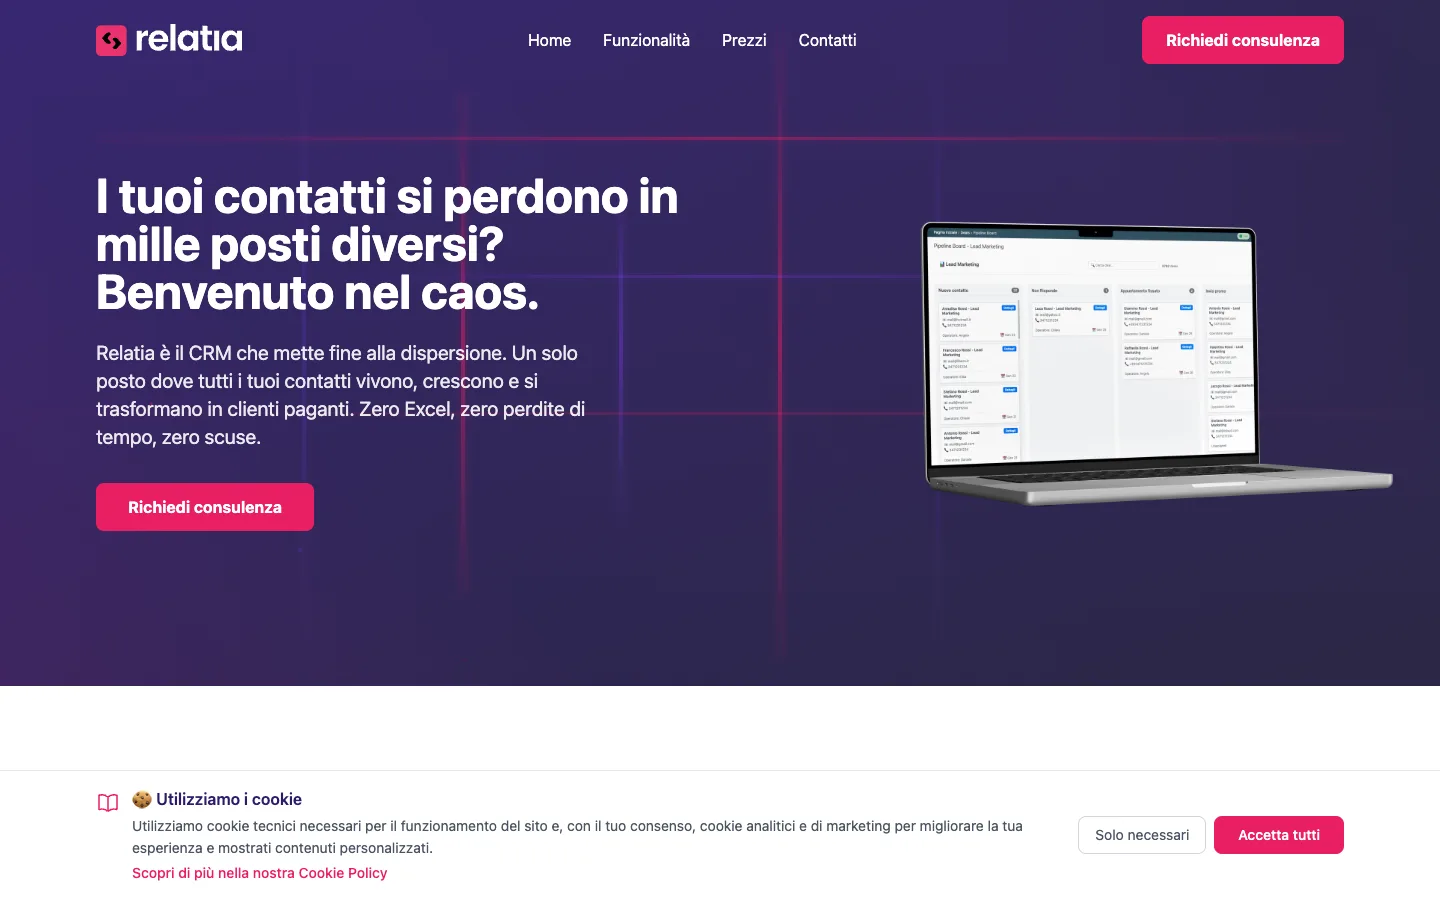 relatia
Home
Funzionalità
Prezzi
Contatti
Richiedi consulenza
I tuoi contatti si perdono in
mille posti diversi?
Benvenuto nel caos.
Relatia è il CRM che mette fine alla dispersione. Un solo
posto dove tutti i tuoi contatti vivono, crescono e si
trasformano in clienti paganti. Zero Excel, zero perdite di
tempo, zero scuse.
Richiedi consulenza
Pipeline Board - Lead Marketing
Lead Marketing
Nuovo contatto
Non Risponde
Appuntamento fissato
🍪 Utilizziamo i cookie
Utilizziamo cookie tecnici necessari per il funzionamento del sito e, con il tuo consenso, cookie analitici e di marketing per migliorare la tua
esperienza e mostrati contenuti personalizzati.
Scopri di più nella nostra Cookie Policy
Solo necessari
Accetta tutti